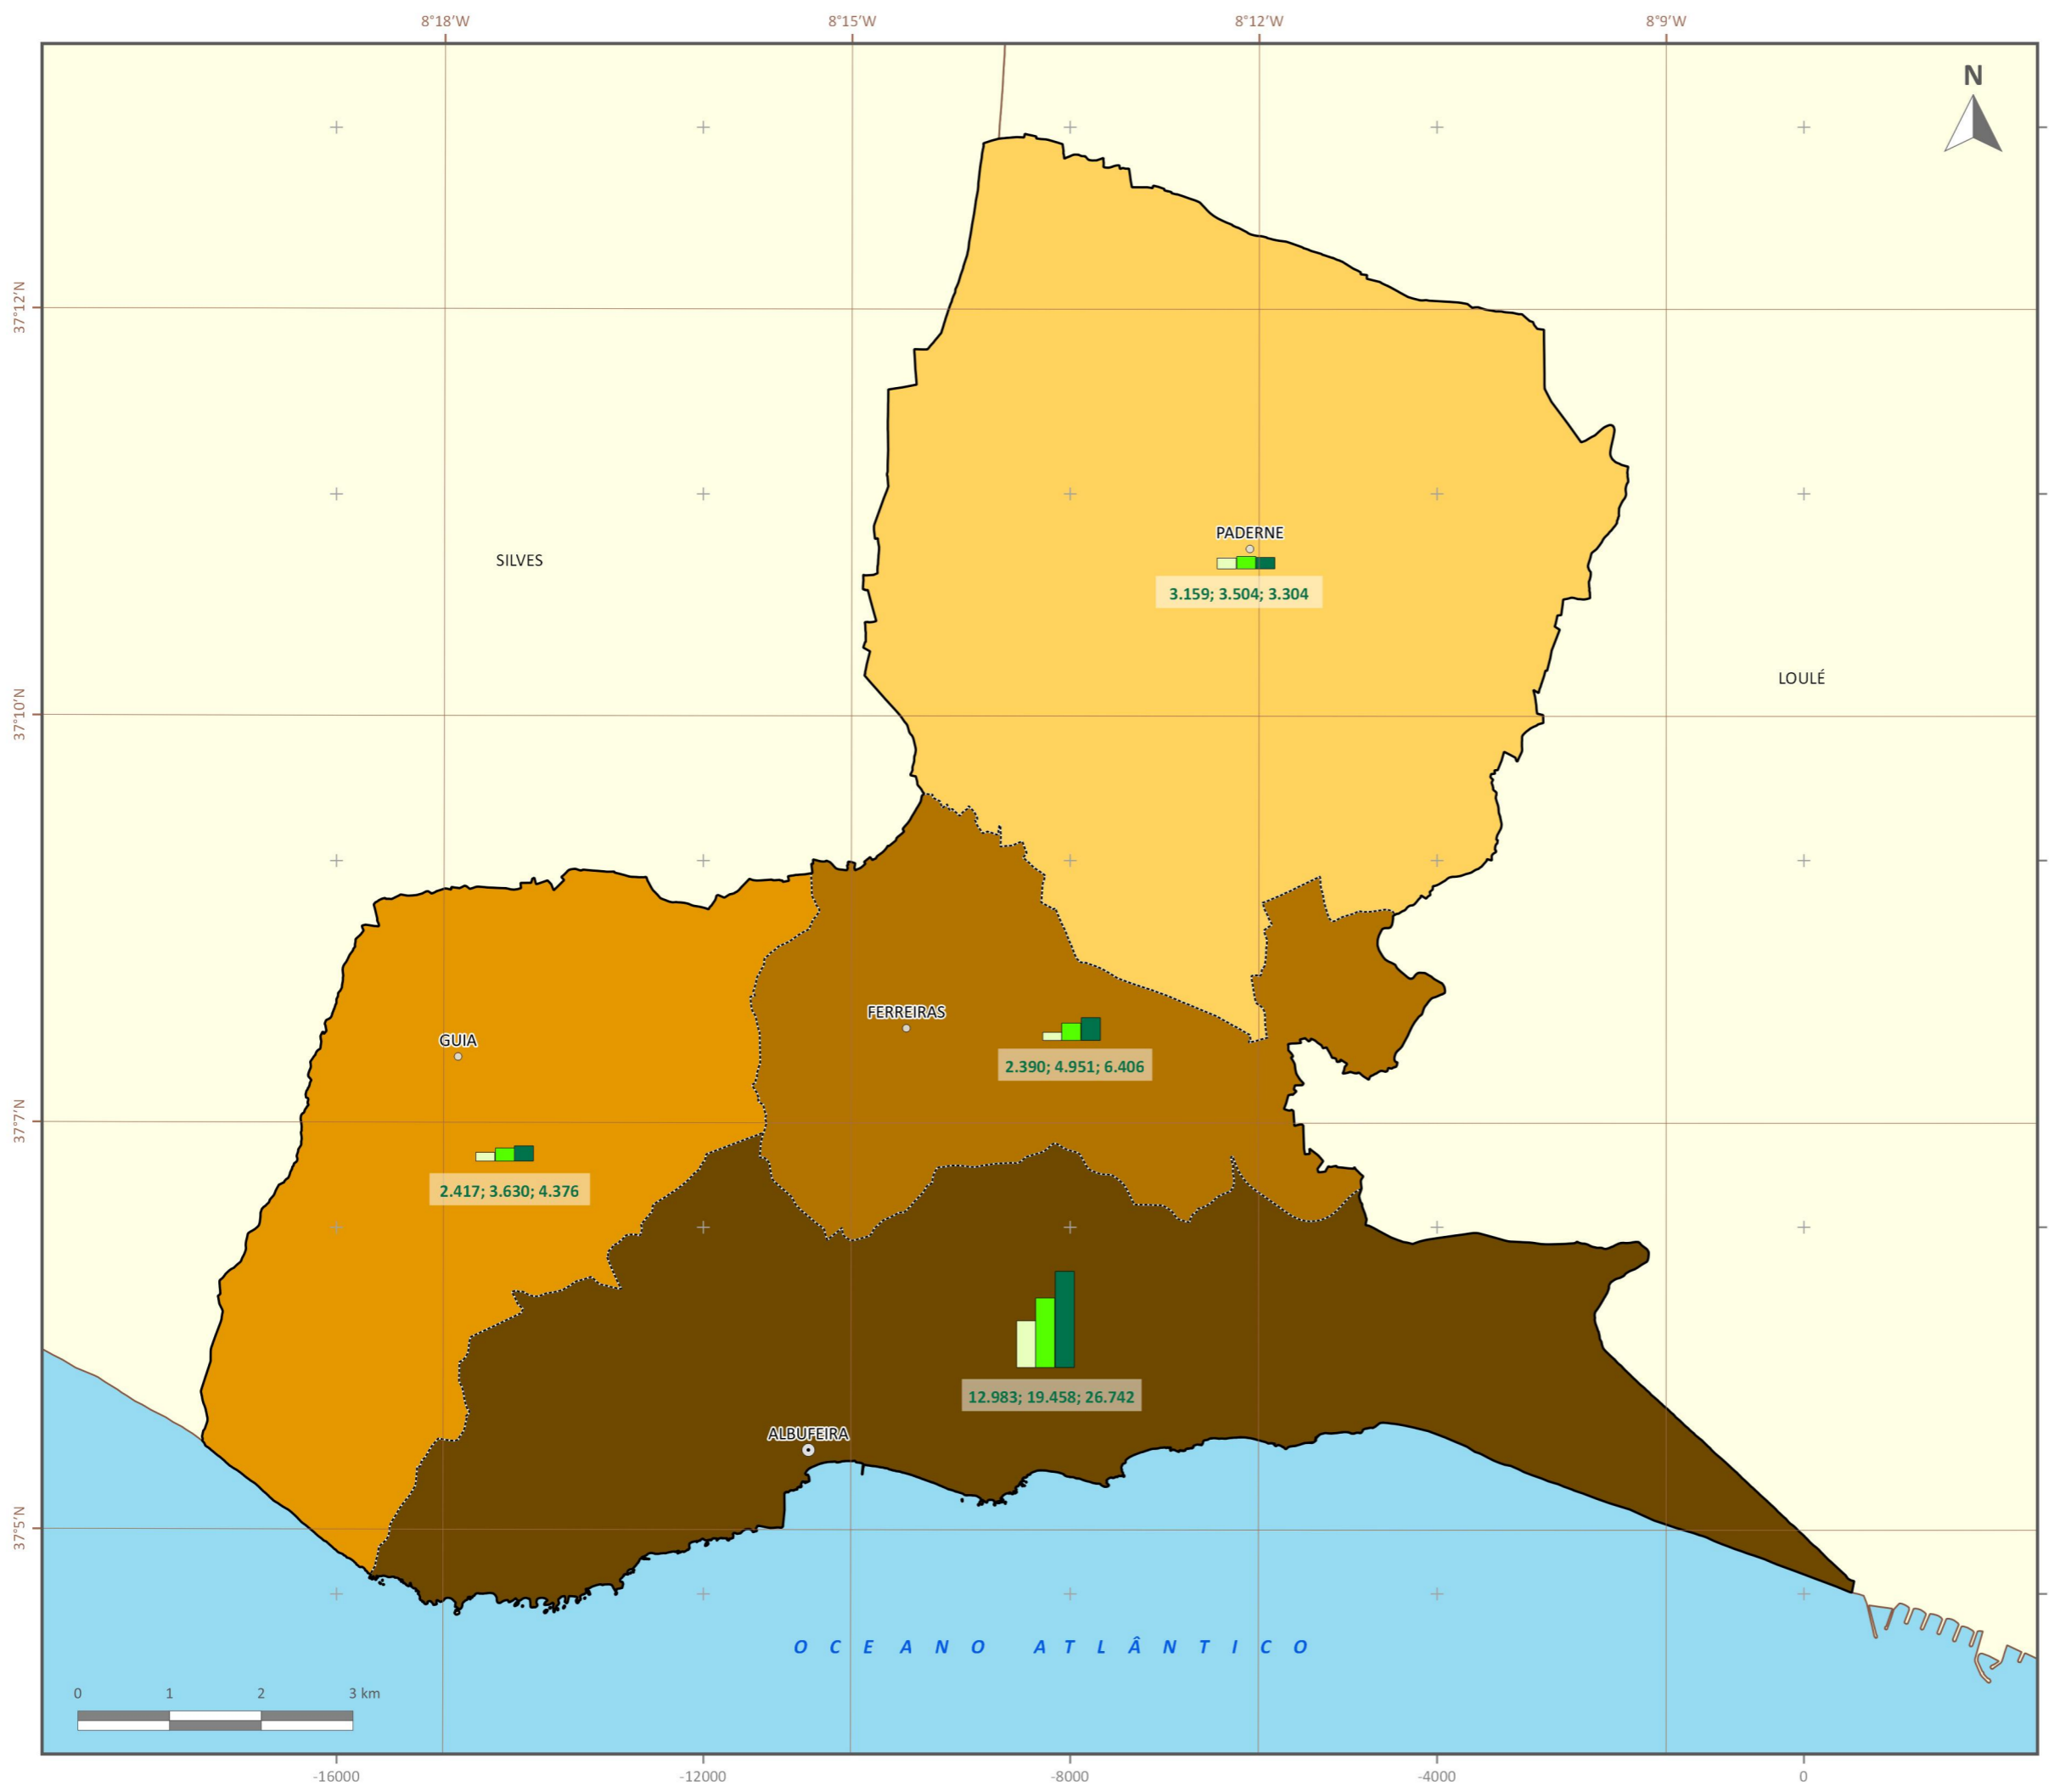 8°18'W 8°15'W 8°12'W 8°9'W
N
37°12'N
PADERNE
SILVES
3.159; 3.504; 3.304
LOULÉ
37°10'N
FERREIRAS
GUIA
2.390; 4.951; 6.406
37°7'N
2.417; 3.630; 4.376
12.983; 19.458; 26.742
ALBUFEIRA
37°5'N
OCEANO ATLÂNTICO
0 1 2 3 km
-16000 -12000 -8000 -4000 0